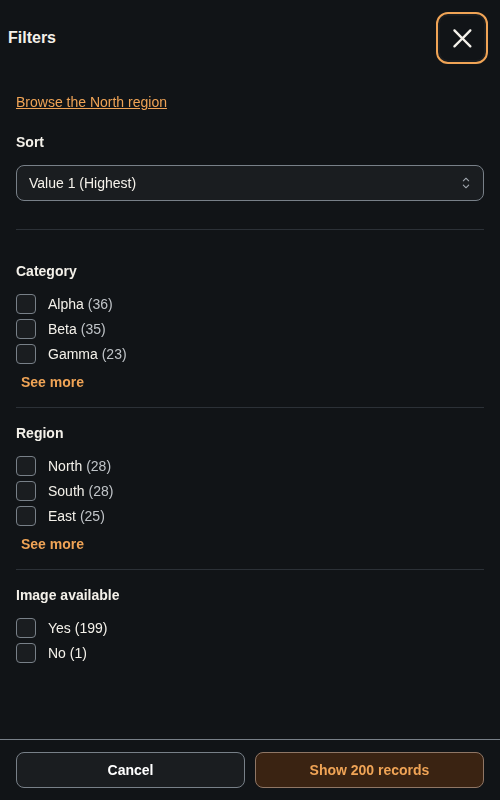 Filters
Browse the North region
Sort
Value 1 (Highest)
Category
Alpha (36)
Beta (35)
Gamma (23)
See more
Region
North (28)
South (28)
East (25)
See more
Image available
Yes (199)
No (1)
Cancel
Show 200 records